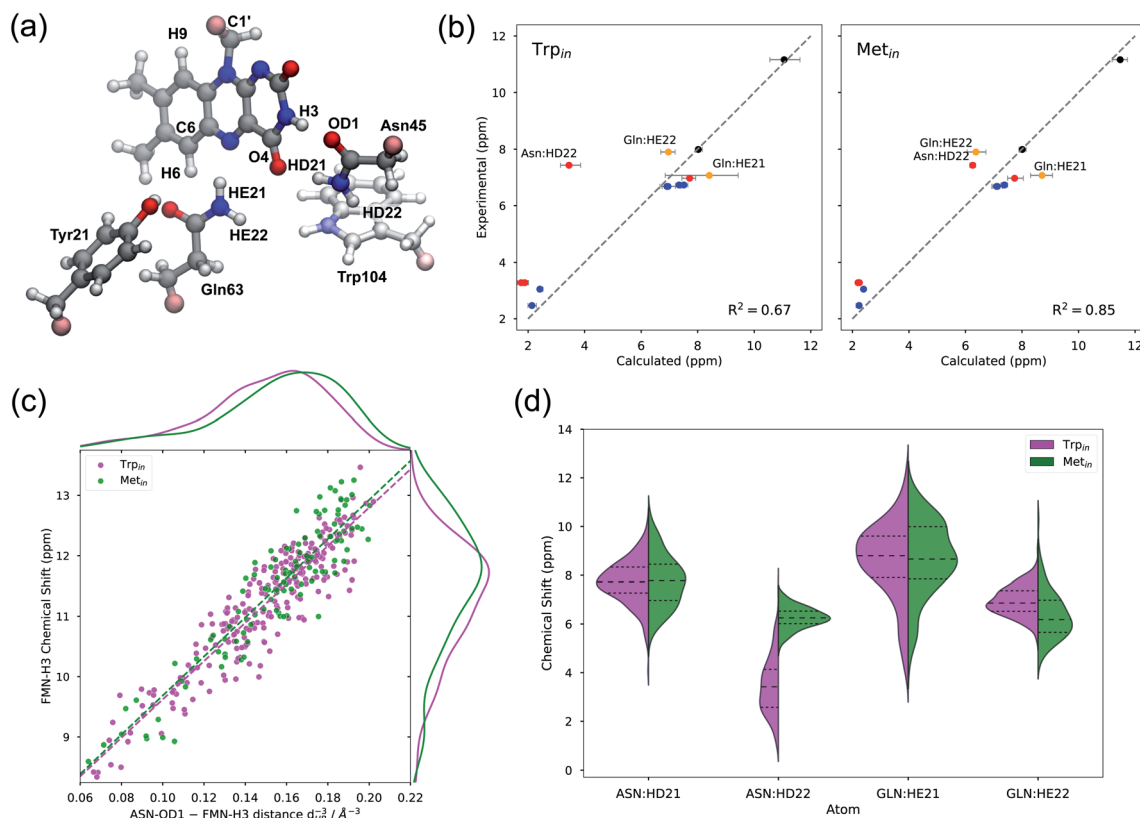 (a)
C1'
H9
H3
C6
OD1
Asn45
O4
HD21
H6
HE21
HD22
HE22
Tyr21
Gln63
Trp104
(b)
Trp_in
Met_in
12
10
8
6
4
2
Experimental (ppm)
Gln:HE22
Asn:HD22
Gln:HE21
R² = 0.67
2 4 6 8 10 12
Calculated (ppm)
Gln:HE22
Asn:HD22
Gln:HE21
R² = 0.85
2 4 6 8 10 12
Calculated (ppm)
(c)
Trp_in
Met_in
13
12
11
10
9
FMN-H3 Chemical Shift (ppm)
0.06 0.08 0.10 0.12 0.14 0.16 0.18 0.20 0.22
(d)
14
12
10
8
6
4
2
0
Chemical Shift (ppm)
Trp_in
Met_in
ASN:HD21 ASN:HD22 GLN:HE21 GLN:HE22
Atom